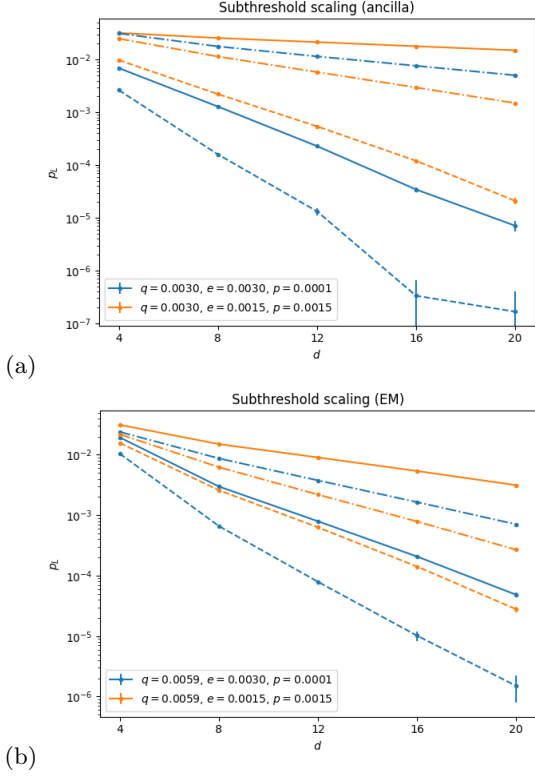 Subthreshold scaling (ancilla)
10⁻²
10⁻³
10⁻⁴
10⁻⁵
10⁻⁶
10⁻⁷
p_L
q = 0.0030, e = 0.0030, p = 0.0001
q = 0.0030, e = 0.0015, p = 0.0015
4 8 12 16 20
d
(a)
Subthreshold scaling (EM)
10⁻²
10⁻³
10⁻⁴
10⁻⁵
10⁻⁶
p_L
q = 0.0059, e = 0.0030, p = 0.0001
q = 0.0059, e = 0.0015, p = 0.0015
4 8 12 16 20
d
(b)